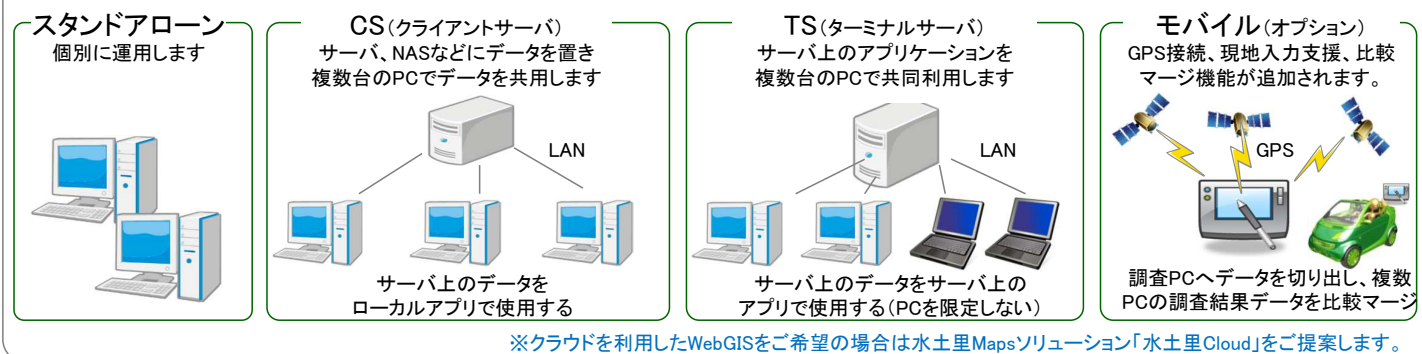 スタンドアローン
個別に運用します
CS(クライアントサーバ)
サーバ、NASなどにデータを置き
複数台のPCでデータを共用します
LAN
サーバ上のデータを
ローカルアプリで使用する
TS(ターミナルサーバ)
サーバ上のアプリケーションを
複数台のPCで共同利用します
LAN
サーバ上のデータをサーバ上の
アプリで使用する(PCを限定しない)
モバイル(オプション)
GPS接続、現地入力支援、比較
マージ機能が追加されます。
GPS
調査PCへデータを切り出し、複数
PCの調査結果データを比較マージ
※クラウドを利用したWebGISをご希望の場合は水土里Mapsソリューション「水土里Cloud」をご提案します。